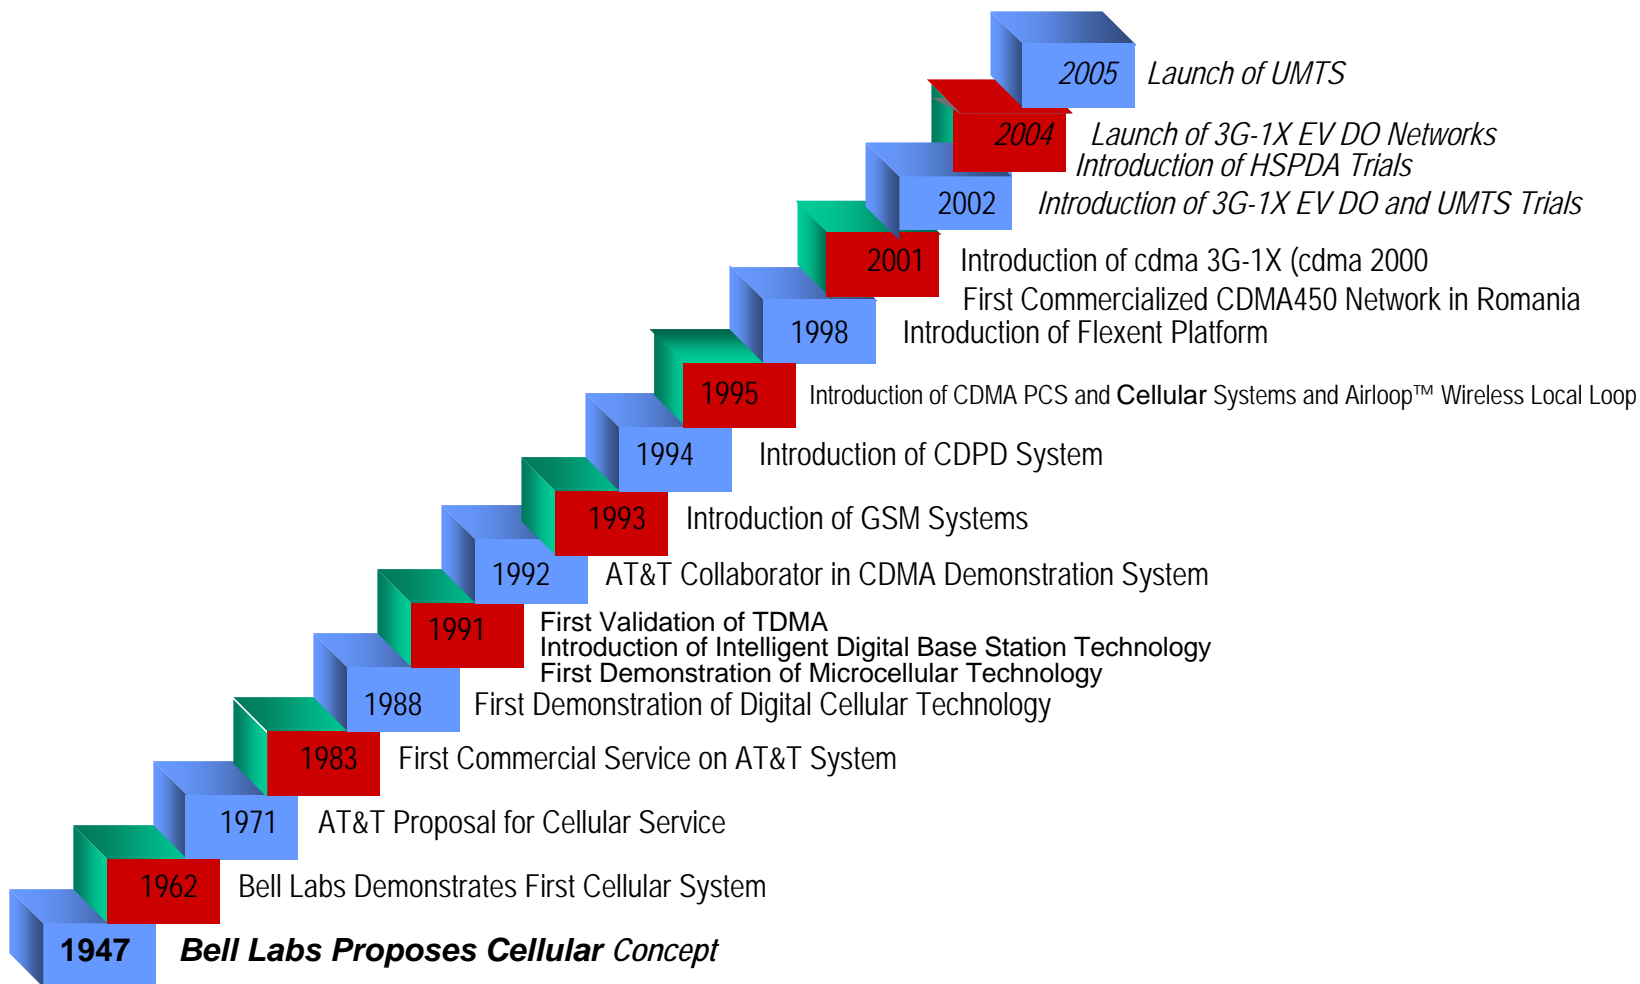 2005 Launch of UMTS
2004 Launch of 3G-1X EV DO Networks
Introduction of HSPDA Trials
2002 Introduction of 3G-1X EV DO and UMTS Trials
2001 Introduction of cdma 3G-1X (cdma 2000
First Commercialized CDMA450 Network in Romania
1998 Introduction of Flexent Platform
1995 Introduction of CDMA PCS and Cellular Systems and Airloop™ Wireless Local Loop
1994 Introduction of CDPD System
1993 Introduction of GSM Systems
1992 AT&T Collaborator in CDMA Demonstration System
1991 First Validation of TDMA
Introduction of Intelligent Digital Base Station Technology
First Demonstration of Microcellular Technology
1988 First Demonstration of Digital Cellular Technology
1983 First Commercial Service on AT&T System
1971 AT&T Proposal for Cellular Service
1962 Bell Labs Demonstrates First Cellular System
1947 Bell Labs Proposes Cellular Concept